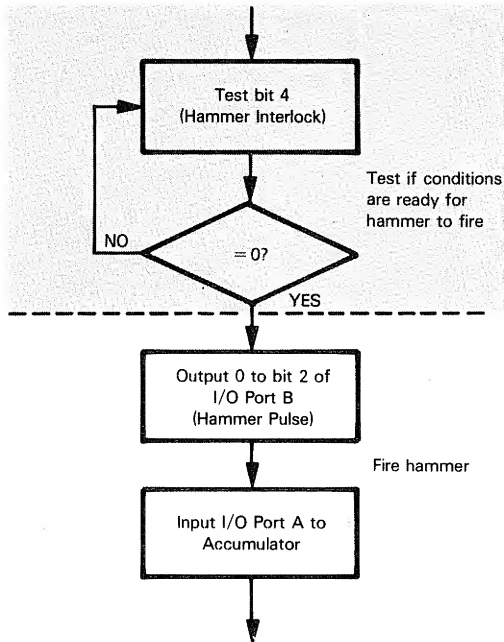 Test bit 4
(Hammer Interlock)
Test if conditions
are ready for
hammer to fire
NO
= 0?
YES
Output 0 to bit 2 of
I/O Port B
(Hammer Pulse)
Fire hammer
Input I/O Port A to
Accumulator